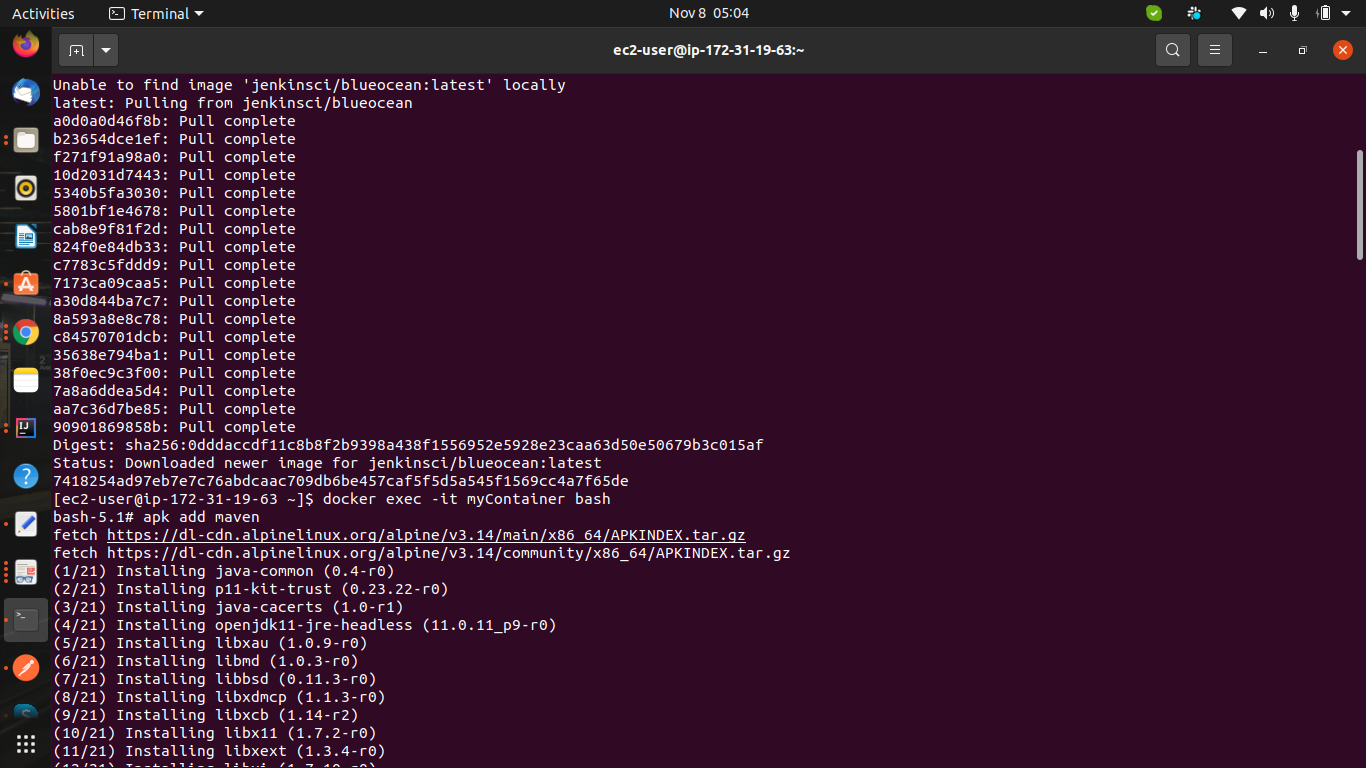 Activities
Terminal
Nov 8 05:04
ec2-user@ip-172-31-19-63:~
Unable to find image 'jenkinsci/blueocean:latest' locally
latest: Pulling from jenkinsci/blueocean
a0d0a0d46f8b: Pull complete
b23654dce1ef: Pull complete
f271f91a98a0: Pull complete
10d2031d7443: Pull complete
5340b5fa3030: Pull complete
5801bf1e4678: Pull complete
cab8e9f81f2d: Pull complete
824f0e84db33: Pull complete
c7783c5fddd9: Pull complete
7173ca09caa5: Pull complete
a30d844ba7c7: Pull complete
8a593a8e8c78: Pull complete
c84570701dcb: Pull complete
35638e794ba1: Pull complete
38f0ec9c3f00: Pull complete
7a8a6ddea5d4: Pull complete
aa7c36d7be85: Pull complete
90901869858b: Pull complete
Digest: sha256:0dddaccdf11c8b8f2b9398a438f1556952e5928e23caa63d50e50679b3c015af
Status: Downloaded newer image for jenkinsci/blueocean:latest
7418254ad97eb7e7c76abdcaac709db6be457caf5f5d5a545f1569cc4a7f65de
[ec2-user@ip-172-31-19-63 ~]$ docker exec -it myContainer bash
bash-5.1# apk add maven
fetch https://dl-cdn.alpinelinux.org/alpine/v3.14/main/x86_64/APKINDEX.tar.gz
fetch https://dl-cdn.alpinelinux.org/alpine/v3.14/community/x86_64/APKINDEX.tar.gz
(1/21) Installing java-common (0.4-r0)
(2/21) Installing p11-kit-trust (0.23.22-r0)
(3/21) Installing java-cacerts (1.0-r1)
(4/21) Installing openjdk11-jre-headless (11.0.11_p9-r0)
(5/21) Installing libxau (1.0.9-r0)
(6/21) Installing libmd (1.0.3-r0)
(7/21) Installing libbsd (0.11.3-r0)
(8/21) Installing libxdmcp (1.1.3-r0)
(9/21) Installing libxcb (1.14-r2)
(10/21) Installing libx11 (1.7.2-r0)
(11/21) Installing libxext (1.3.4-r0)